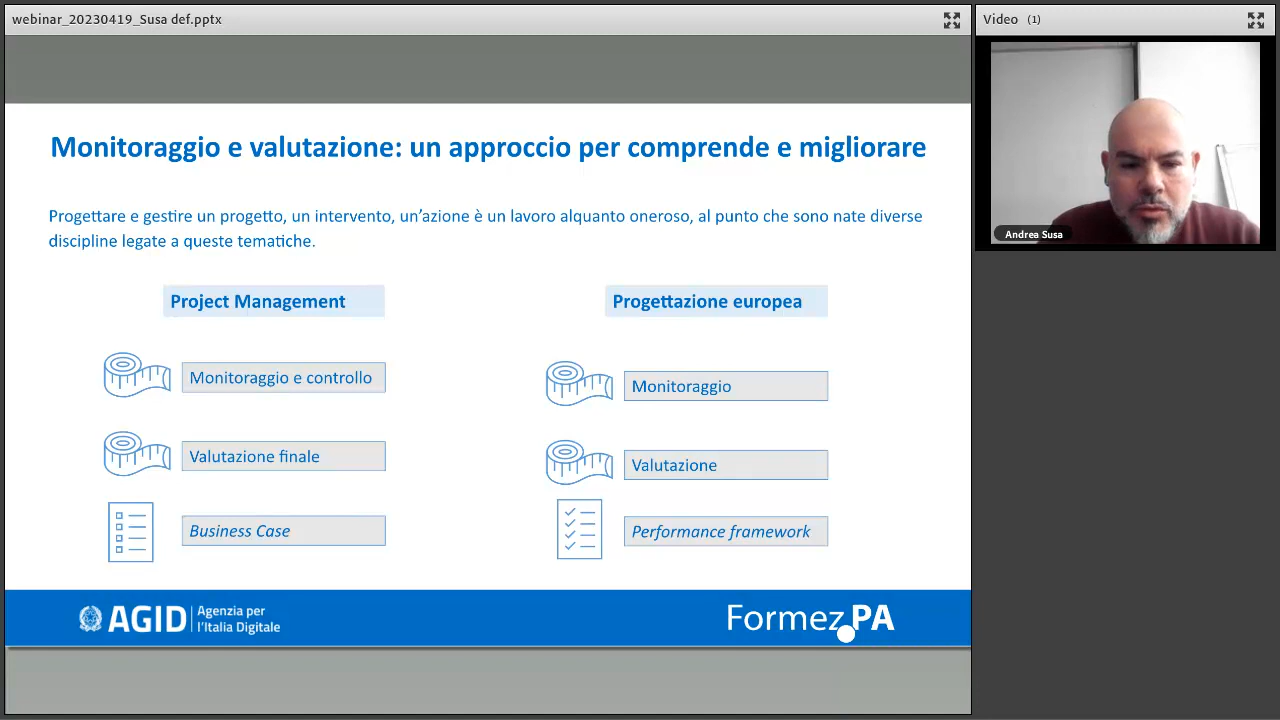 webinar_20230419_Susa def.pptx
Video (1)
Andrea Susa
Monitoraggio e valutazione: un approccio per comprende e migliorare
Progettare e gestire un progetto, un intervento, un’azione è un lavoro alquanto oneroso, al punto che sono nate diverse
discipline legate a queste tematiche.
Project Management
Monitoraggio e controllo
Valutazione finale
Business Case
Progettazione europea
Monitoraggio
Valutazione
Performance framework
AGID
Agenzia per
l’Italia Digitale
Formez PA